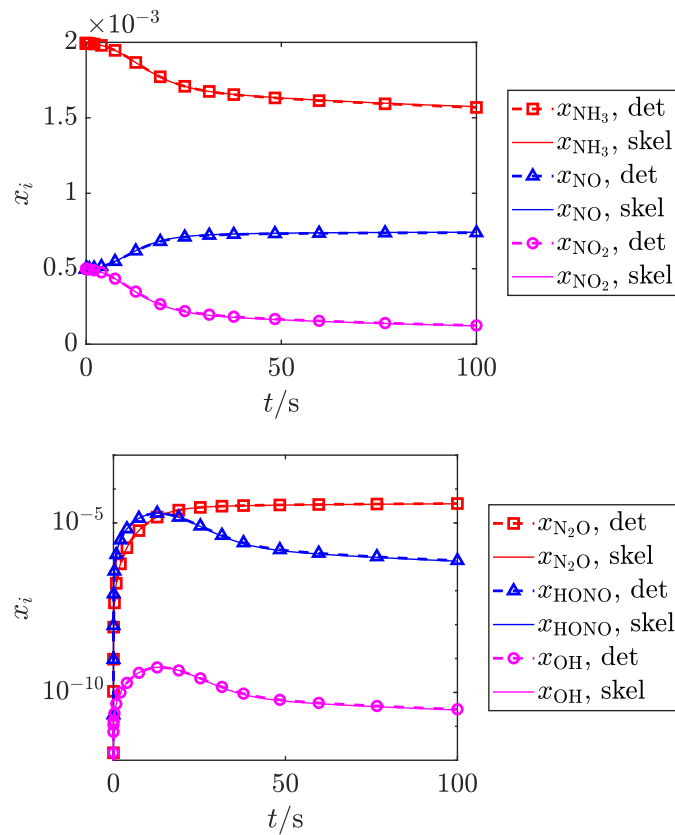 2 ×10⁻³
1.5
1
0.5
0
x_i
0 50 100
t/s
x_NH₃, det
x_NH₃, skel
x_NO, det
x_NO, skel
x_NO₂, det
x_NO₂, skel
10⁻⁵
10⁻¹⁰
x_i
0 50 100
t/s
x_N₂O, det
x_N₂O, skel
x_HONO, det
x_HONO, skel
x_OH, det
x_OH, skel